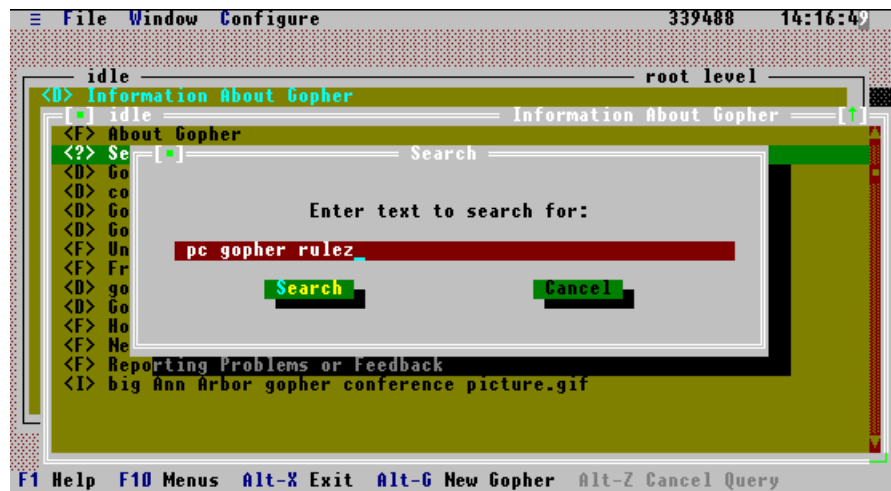 ≡ File Window Configure 339488 14:16:49
idle root level
<D> Information About Gopher
[▪] idle Information About Gopher [↑]
<F> About Gopher
<?> Se
[▪] Search
<D> Go
<D> co
<D> Go
Enter text to search for:
<D> Go
<F> Un
pc gopher rulez_
<F> Fr
<D> go
Search Cancel
<D> Go
<F> Ho
<F> Ne
<F> Reporting Problems or Feedback
<I> big Ann Arbor gopher conference picture.gif
F1 Help F10 Menus Alt-X Exit Alt-G New Gopher Alt-Z Cancel Query